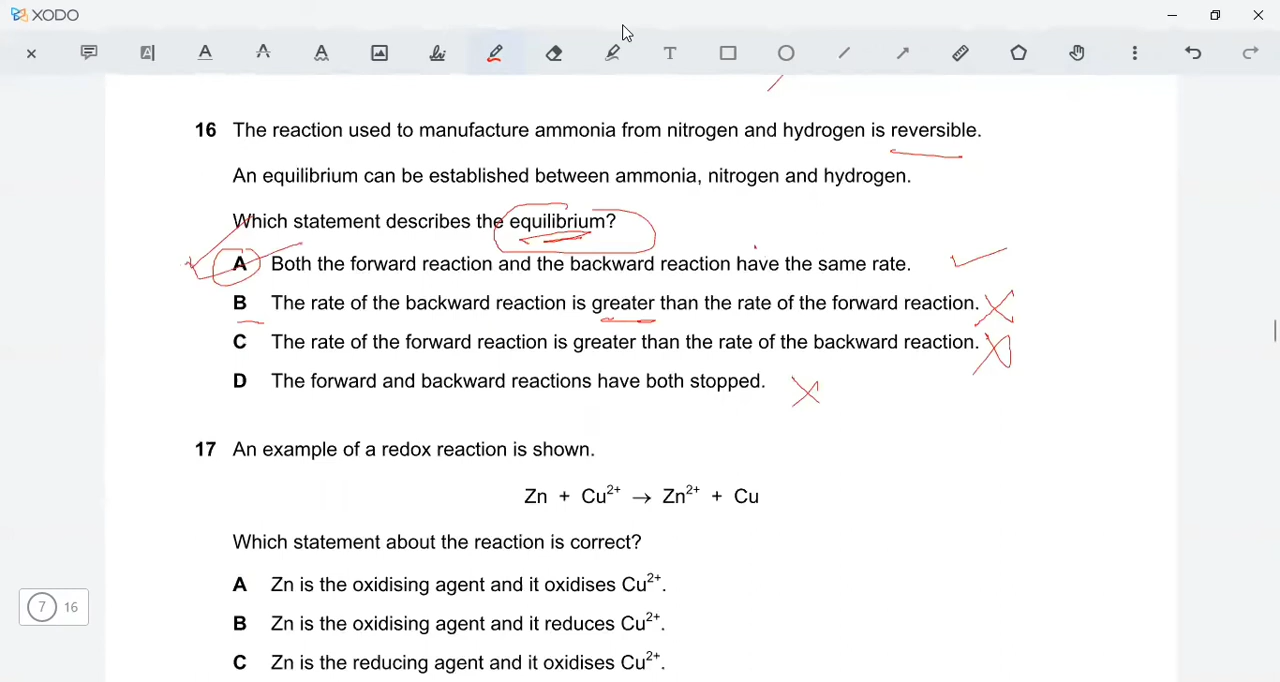 XODO
16 The reaction used to manufacture ammonia from nitrogen and hydrogen is reversible.
An equilibrium can be established between ammonia, nitrogen and hydrogen.
Which statement describes the equilibrium?
A Both the forward reaction and the backward reaction have the same rate.
B The rate of the backward reaction is greater than the rate of the forward reaction.
C The rate of the forward reaction is greater than the rate of the backward reaction.
D The forward and backward reactions have both stopped.
17 An example of a redox reaction is shown.
Zn + Cu²⁺ → Zn²⁺ + Cu
Which statement about the reaction is correct?
A Zn is the oxidising agent and it oxidises Cu²⁺.
7 16
B Zn is the oxidising agent and it reduces Cu²⁺.
C Zn is the reducing agent and it oxidises Cu²⁺.